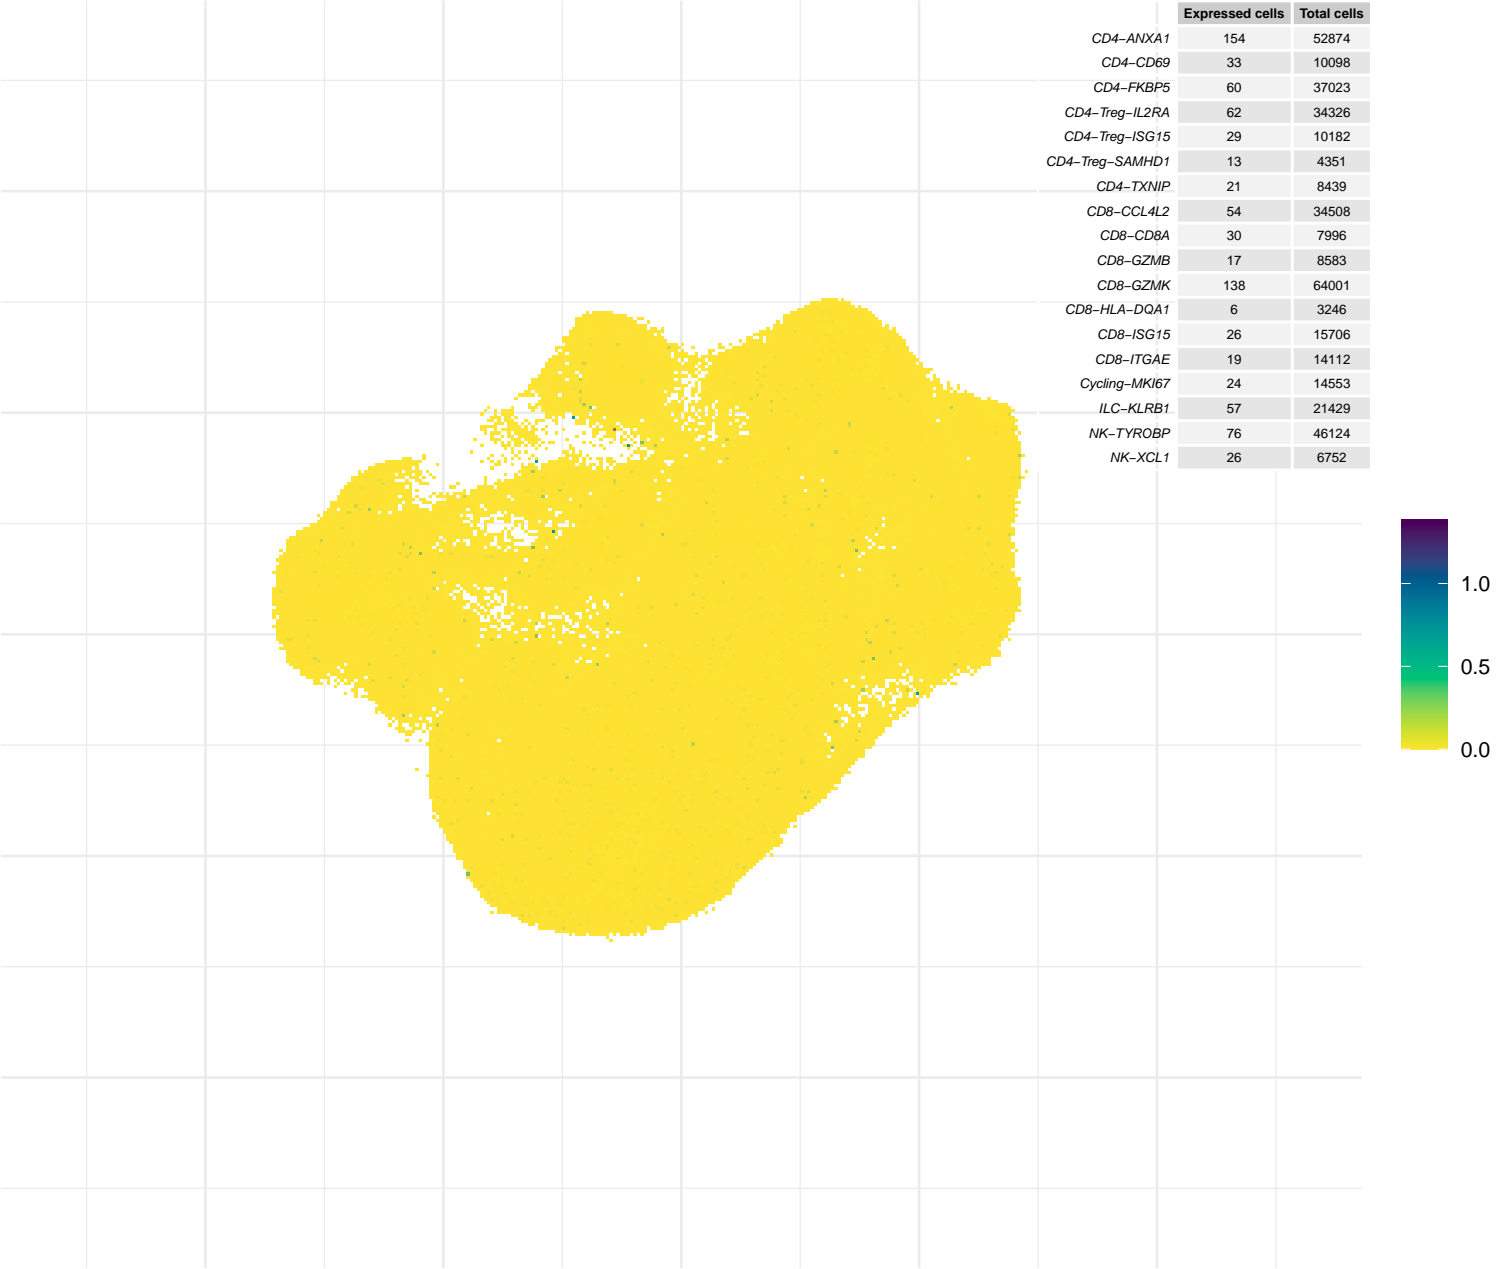 Expressed cells Total cells
CD4−ANXA1 154 52874
CD4−CD69 33 10098
CD4−FKBP5 60 37023
CD4−Treg−IL2RA 62 34326
CD4−Treg−ISG15 29 10182
CD4−Treg−SAMHD1 13 4351
CD4−TXNIP 21 8439
CD8−CCL4L2 54 34508
CD8−CD8A 30 7996
CD8−GZMB 17 8583
CD8−GZMK 138 64001
CD8−HLA−DQA1 6 3246
CD8−ISG15 26 15706
CD8−ITGAE 19 14112
Cycling−MKI67 24 14553
ILC−KLRB1 57 21429
NK−TYROBP 76 46124
NK−XCL1 26 6752
1.0
0.5
0.0